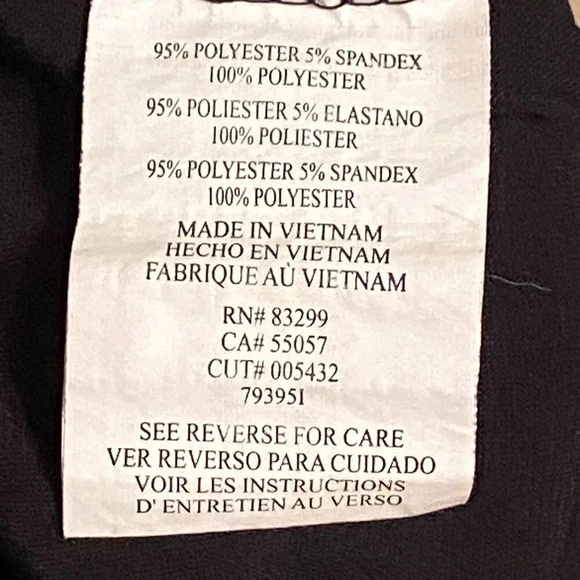 95% POLYESTER 5% SPANDEX
100% POLYESTER
95% POLIESTER 5% ELASTANO
100% POLIESTER
95% POLYESTER 5% SPANDEX
100% POLYESTER
MADE IN VIETNAM
HECHO EN VIETNAM
FABRIQUE AÙ VIETNAM
RN# 83299
CA# 55057
CUT# 005432
79395I
SEE REVERSE FOR CARE
VER REVERSO PARA CUIDADO
VOIR LES INSTRUCTIONS
D' ENTRETIEN AU VERSO